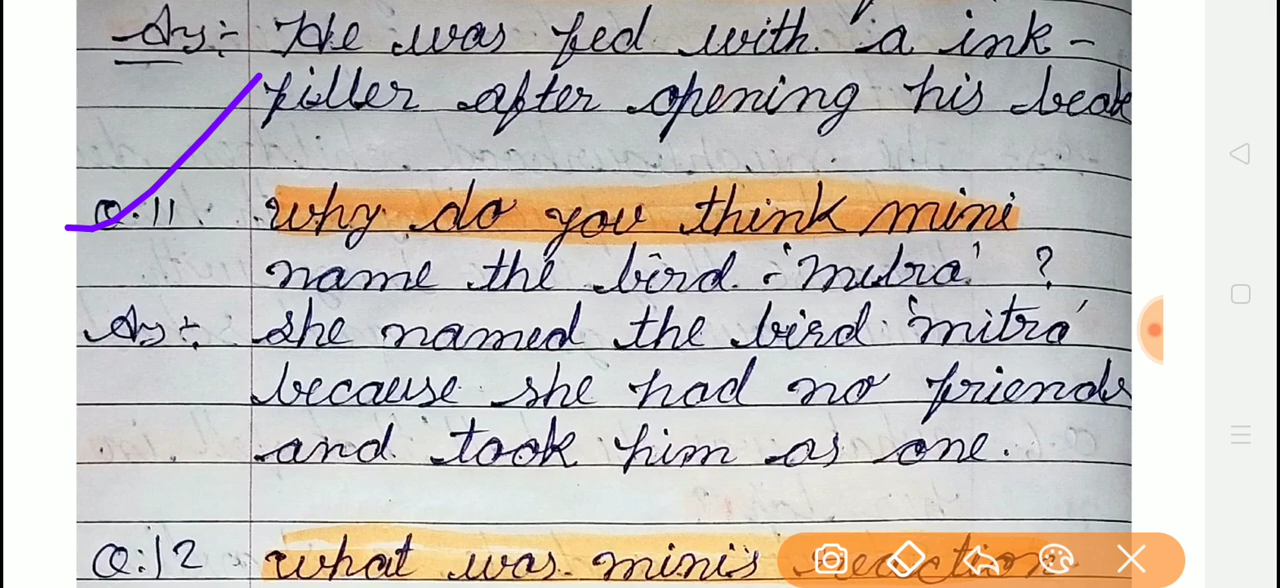 Ans:- He was fed with a ink-
filler after opening his beak
Q.11. why do you think mini
name the bird 'mitra' ?
Ans:- she named the bird 'mitra'
because she had no friends
and took him as one.
Q:12 what was mini's reaction